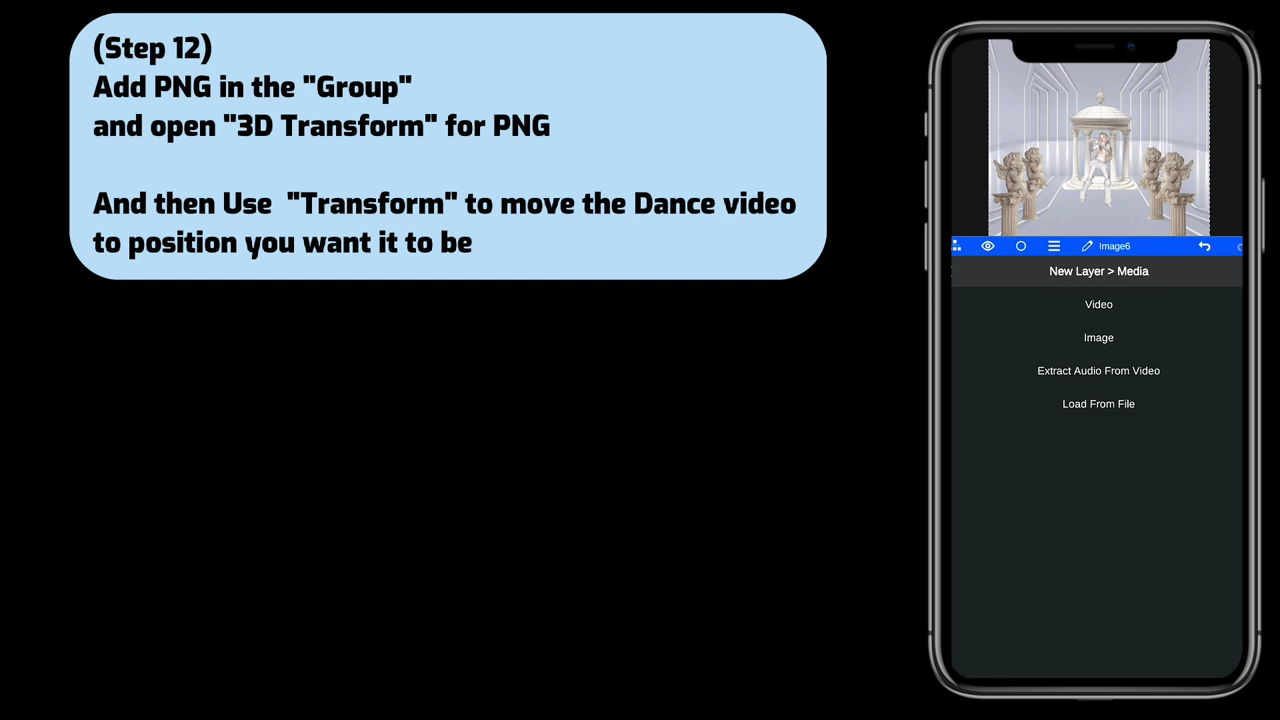 (Step 12)
Add PNG in the "Group"
and open "3D Transform" for PNG
And then Use "Transform" to move the Dance video
to position you want it to be
Image6
New Layer > Media
Video
Image
Extract Audio From Video
Load From File